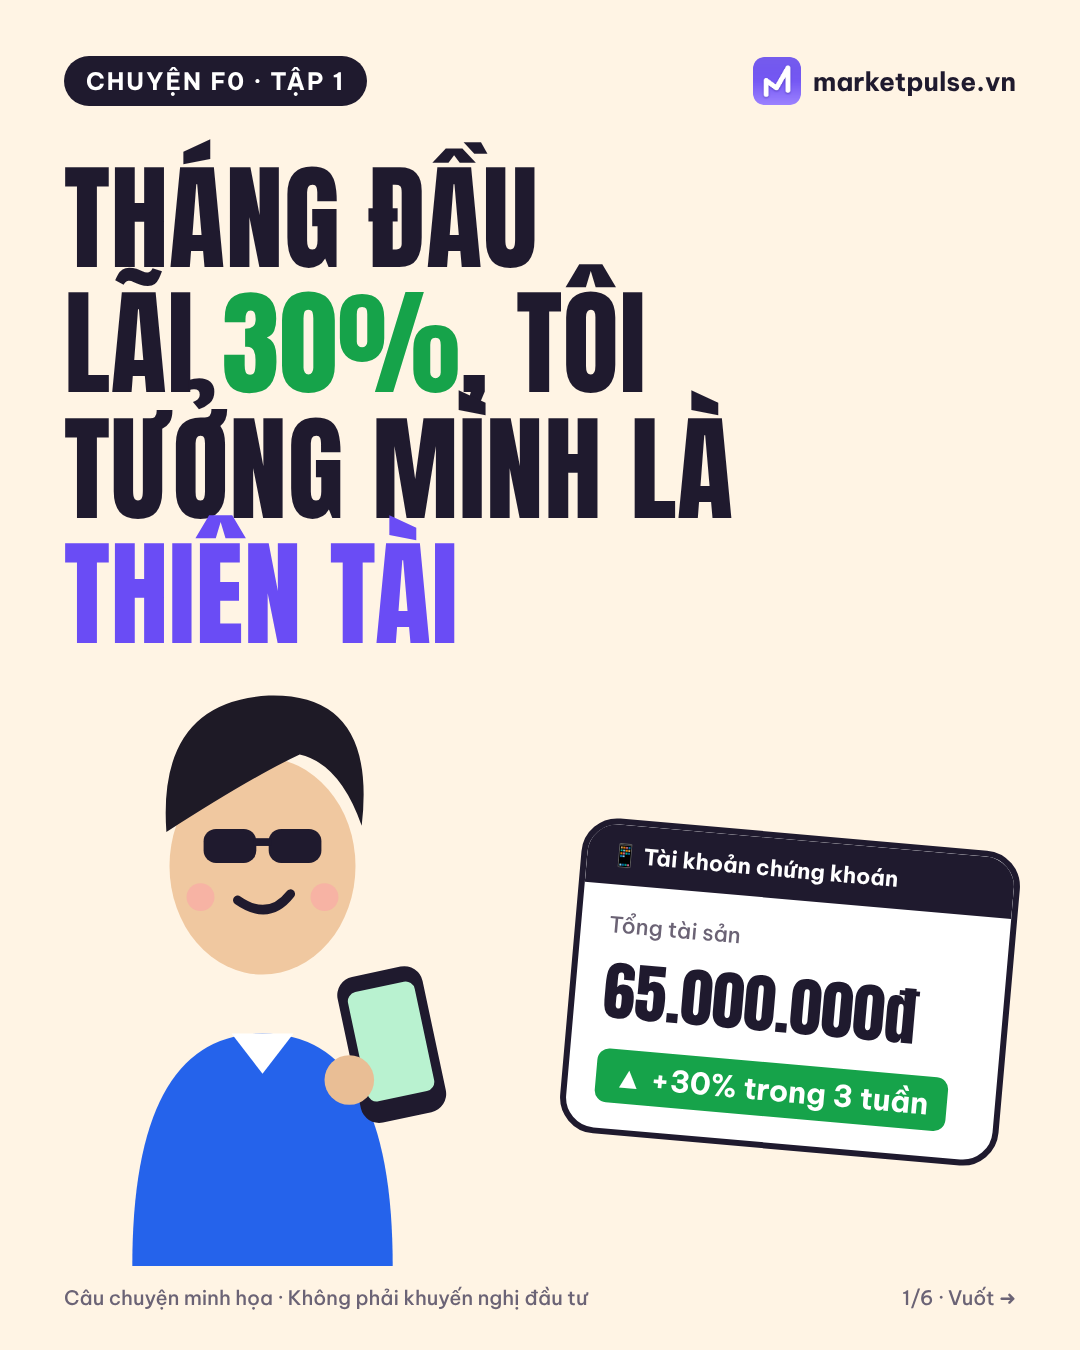 CHUYỆN F0 · TẬP 1
marketpulse.vn
THÁNG ĐẦU
LÃI 30%, TÔI
TƯỞNG MÌNH LÀ
THIÊN TÀI
📱 Tài khoản chứng khoán
Tổng tài sản
65.000.000đ
▲ +30% trong 3 tuần
Câu chuyện minh họa · Không phải khuyến nghị đầu tư
1/6 · Vuốt →